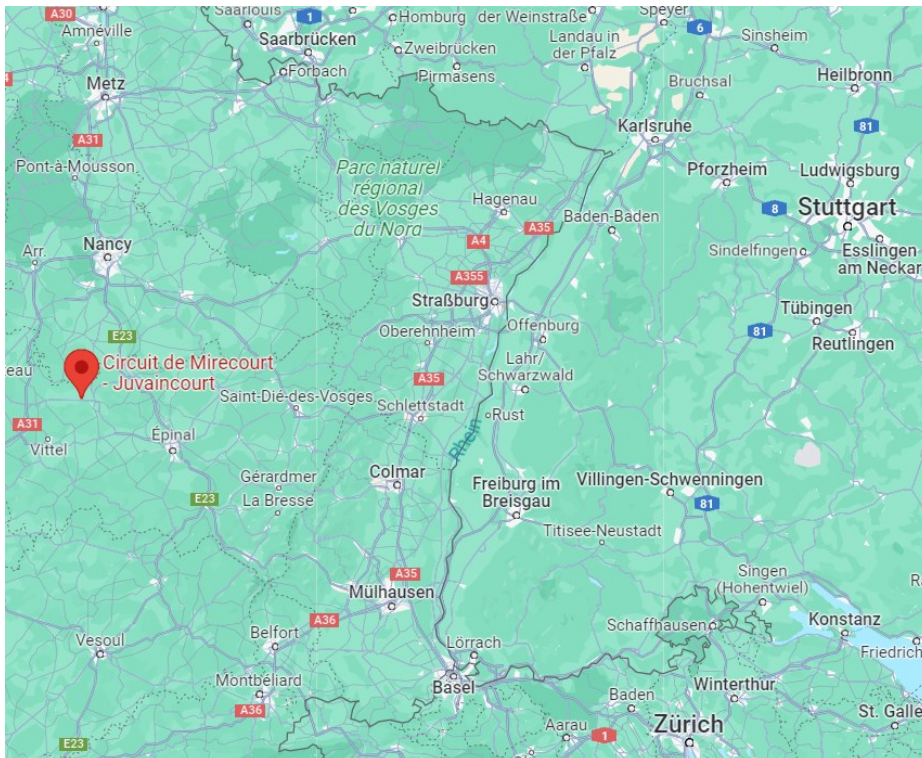 A30
Saarlouis
1
Homburg
der Weinstraße
Speyer
Amnéville
Saarbrücken
Landau in
der Pfalz
6
Sinsheim
Forbach
Zweibrücken
Metz
Pirmasens
Bruchsal
Heilbronn
81
A31
Karlsruhe
Pont-à-Mousson
Parc naturel
régional
des Vosges
du Nord
Pforzheim
Ludwigsburg
Hagenau
8
Stuttgart
Baden-Baden
A35
Nancy
A4
Arr.
Sindelfingen
Esslingen
am Neckar
A355
Straßburg
Tübingen
E23
Oberehnheim
Offenburg
81
Reutlingen
Circuit de Mirecourt
- Juvaincourt
Lahr/
Schwarzwald
eau
A35
Saint-Dié-des-Vosges
Schlettstadt
Rust
A31
Vittel
Épinal
Rhein
Colmar
Gérardmer
Freiburg im
Breisgau
Villingen-Schwenningen
La Bresse
E23
81
Titisee-Neustadt
A35
Singen
(Hohentwiel)
Mülhausen
A36
Schaffhausen
Konstanz
Vesoul
Belfort
Lörrach
Friedrich
Montbéliard
Basel
Baden
Winterthur
A36
St. Galle
Aarau
1
Zürich
E23